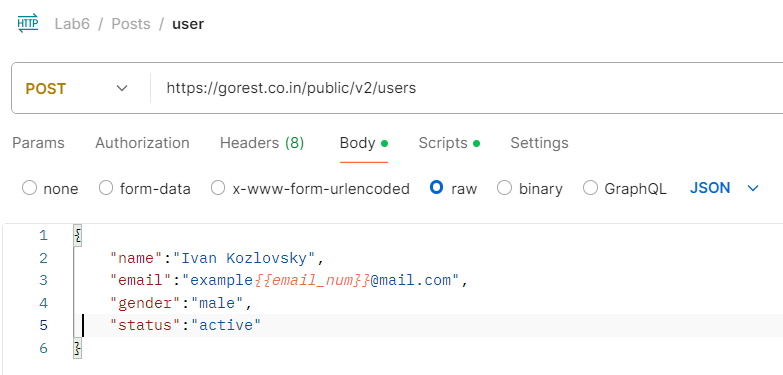 HTTP Lab6 / Posts / user
POST https://gorest.co.in/public/v2/users
Params Authorization Headers (8) Body Scripts Settings
none form-data x-www-form-urlencoded raw binary GraphQL JSON
1 {
2 "name":"Ivan Kozlovsky",
3 "email":"example{{email_num}}@mail.com",
4 "gender":"male",
5 "status":"active"
6 }